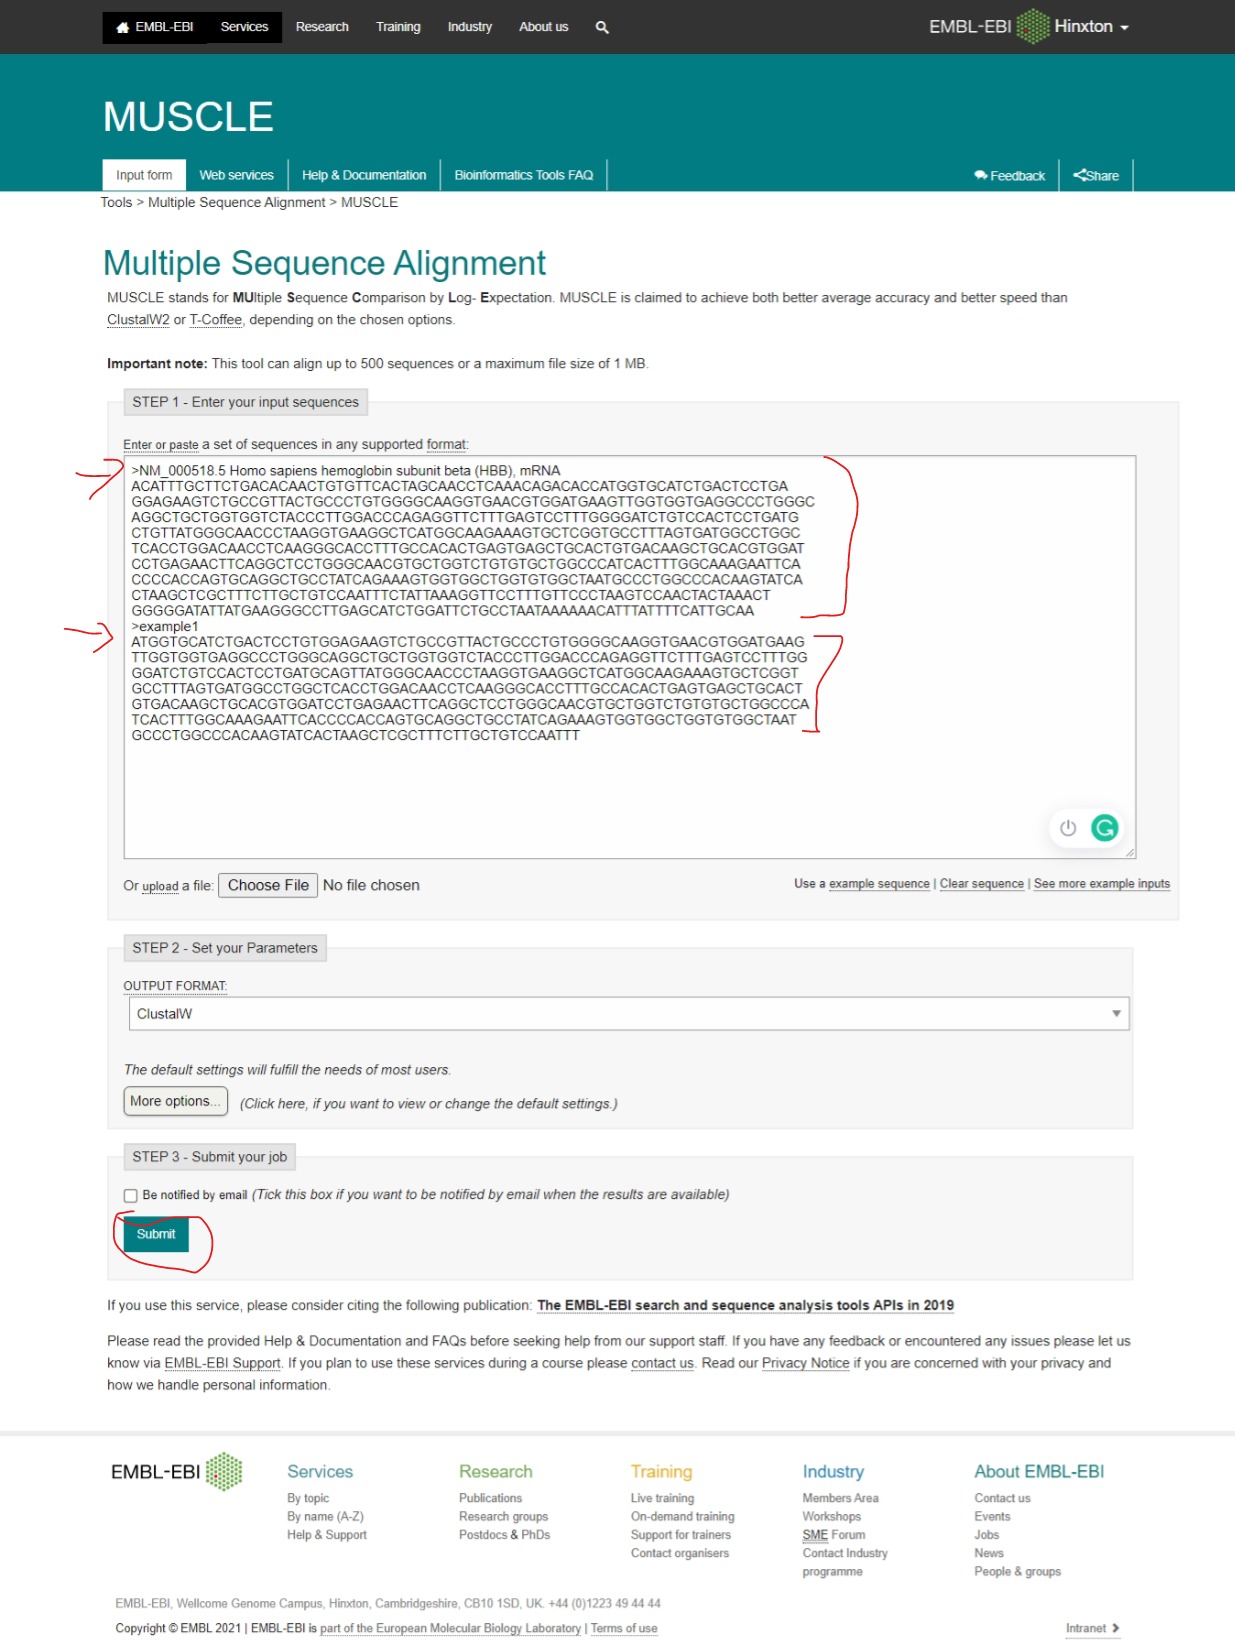 EMBL-EBI Services Research Training Industry About us EMBL-EBI Hinxton
MUSCLE
Input form Web services Help & Documentation Bioinformatics Tools FAQ Feedback Share
Tools > Multiple Sequence Alignment > MUSCLE
Multiple Sequence Alignment
MUSCLE stands for MUltiple Sequence Comparison by Log- Expectation. MUSCLE is claimed to achieve both better average accuracy and better speed than
ClustalW2 or T-Coffee, depending on the chosen options.
Important note: This tool can align up to 500 sequences or a maximum file size of 1 MB.
STEP 1 - Enter your input sequences
Enter or paste a set of sequences in any supported format:
>NM_000518.5 Homo sapiens hemoglobin subunit beta (HBB), mRNA
ACATTTGCTTCTGACACAACTGTGTTCACTAGCAACCTCAAACAGACACCATGGTGCATCTGACTCCTGA
GGAGAAGTCTGCCGTTACTGCCCTGTGGGGCAAGGTGAACGTGGATGAAGTTGGTGGTGAGGCCCTGGGC
AGGCTGCTGGTGGTCTACCCTTGGACCCAGAGGTTCTTTGAGTCCTTTGGGGATCTGTCCACTCCTGATG
CTGTTATGGGCAACCCTAAGGTGAAGGCTCATGGCAAGAAAGTGCTCGGTGCCTTTAGTGATGGCCTGGC
TCACCTGGACAACCTCAAGGGCACCTTTGCCACACTGAGTGAGCTGCACTGTGACAAGCTGCACGTGGAT
CCTGAGAACTTCAGGCTCCTGGGCAACGTGCTGGTCTGTGTGCTGGCCCATCACTTTGGCAAAGAATTCA
CCCCACCAGTGCAGGCTGCCTATCAGAAAGTGGTGGCTGGTGTGGCTAATGCCCTGGCCCACAAGTATCA
CTAAGCTCGCTTTCTTGCTGTCCAATTTCTATTAAAGGTTCCTTTGTTCCCTAAGTCCAACTACTAAACT
GGGGGATATTATGAAGGGCCTTGAGCATCTGGATTCTGCCTAATAAAAAACATTTATTTTCATTGCAA
>example1
ATGGTGCATCTGACTCCTGTGGAGAAGTCTGCCGTTACTGCCCTGTGGGGCAAGGTGAACGTGGATGAAG
TTGGTGGTGAGGCCCTGGGCAGGCTGCTGGTGGTCTACCCTTGGACCCAGAGGTTCTTTGAGTCCTTTGG
GGATCTGTCCACTCCTGATGCAGTTATGGGCAACCCTAAGGTGAAGGCTCATGGCAAGAAAGTGCTCGGT
GCCTTTAGTGATGGCCTGGCTCACCTGGACAACCTCAAGGGCACCTTTGCCACACTGAGTGAGCTGCACT
GTGACAAGCTGCACGTGGATCCTGAGAACTTCAGGCTCCTGGGCAACGTGCTGGTCTGTGTGCTGGCCCA
TCACTTTGGCAAAGAATTCACCCCACCAGTGCAGGCTGCCTATCAGAAAGTGGTGGCTGGTGTGGCTAAT
GCCCTGGCCCACAAGTATCACTAAGCTCGCTTTCTTGCTGTCCAATTT
Or upload a file: Choose File No file chosen Use a example sequence | Clear sequence | See more example inputs
STEP 2 - Set your Parameters
OUTPUT FORMAT:
ClustalW
The default settings will fulfill the needs of most users.
More options... (Click here, if you want to view or change the default settings.)
STEP 3 - Submit your job
Be notified by email (Tick this box if you want to be notified by email when the results are available)
Submit
If you use this service, please consider citing the following publication: The EMBL-EBI search and sequence analysis tools APIs in 2019
Please read the provided Help & Documentation and FAQs before seeking help from our support staff. If you have any feedback or encountered any issues please let us
know via EMBL-EBI Support. If you plan to use these services during a course please contact us. Read our Privacy Notice if you are concerned with your privacy and
how we handle personal information.
EMBL-EBI Services Research Training Industry About EMBL-EBI
By topic Publications Live training Members Area Contact us
By name (A-Z) Research groups On-demand training Workshops Events
Help & Support Postdocs & PhDs Support for trainers SME Forum Jobs
Contact organisers Contact Industry News
programme People & groups
EMBL-EBI, Wellcome Genome Campus, Hinxton, Cambridgeshire, CB10 1SD, UK. +44 (0)1223 49 44 44
Copyright © EMBL 2021 | EMBL-EBI is part of the European Molecular Biology Laboratory | Terms of use Intranet